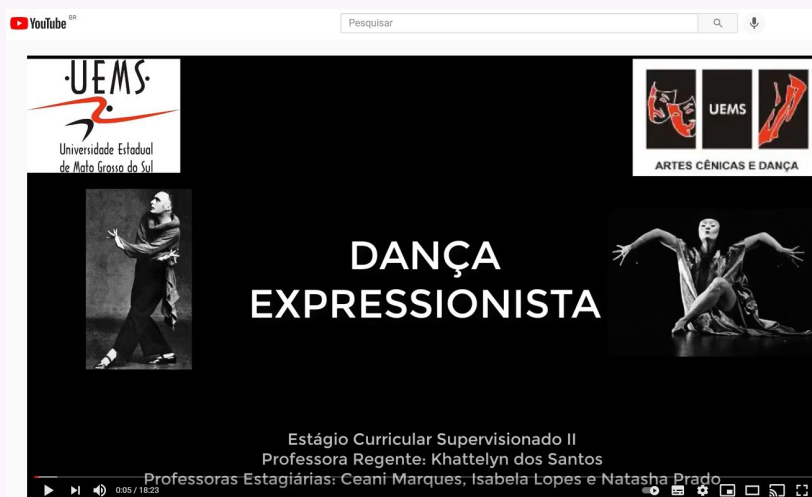 YouTube BR
Pesquisar
·UEMS·
Universidade Estadual
de Mato Grosso do Sul
UEMS
ARTES CÊNICAS E DANÇA
DANÇA
EXPRESSIONISTA
Estágio Curricular Supervisionado II
Professora Regente: Khattelyn dos Santos
Professoras Estagiárias: Ceani Marques, Isabela Lopes e Natasha Prado
0:05 / 18:23